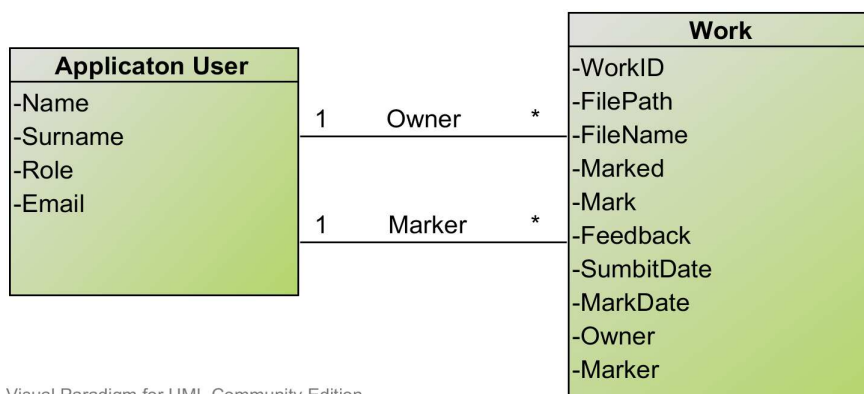 Applicaton User
-Name
-Surname
-Role
-Email
1 Owner *
1 Marker *
Work
-WorkID
-FilePath
-FileName
-Marked
-Mark
-Feedback
-SumbitDate
-MarkDate
-Owner
-Marker
Visual Paradigm for UML Community Edition